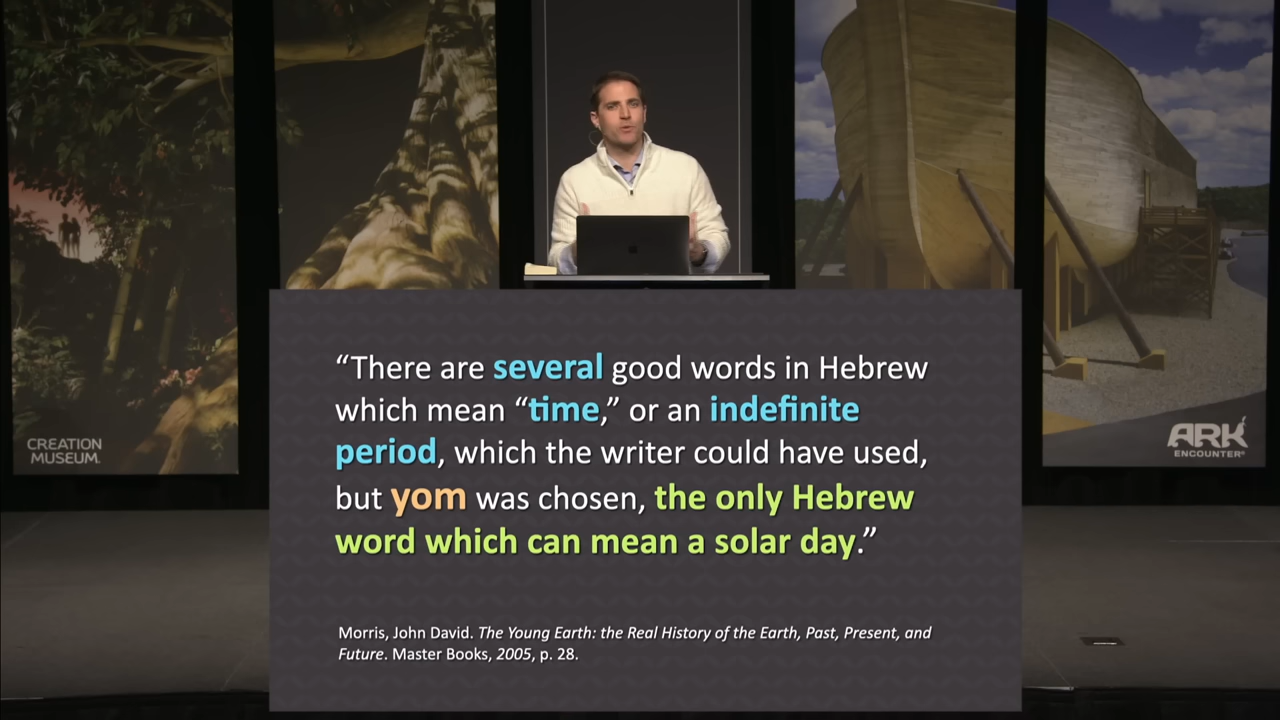 “There are several good words in Hebrew
which mean “time,” or an indefinite
period, which the writer could have used,
but yom was chosen, the only Hebrew
word which can mean a solar day.”
Morris, John David. The Young Earth: the Real History of the Earth, Past, Present, and
Future. Master Books, 2005, p. 28.
CREATION
MUSEUM
ARK
ENCOUNTER